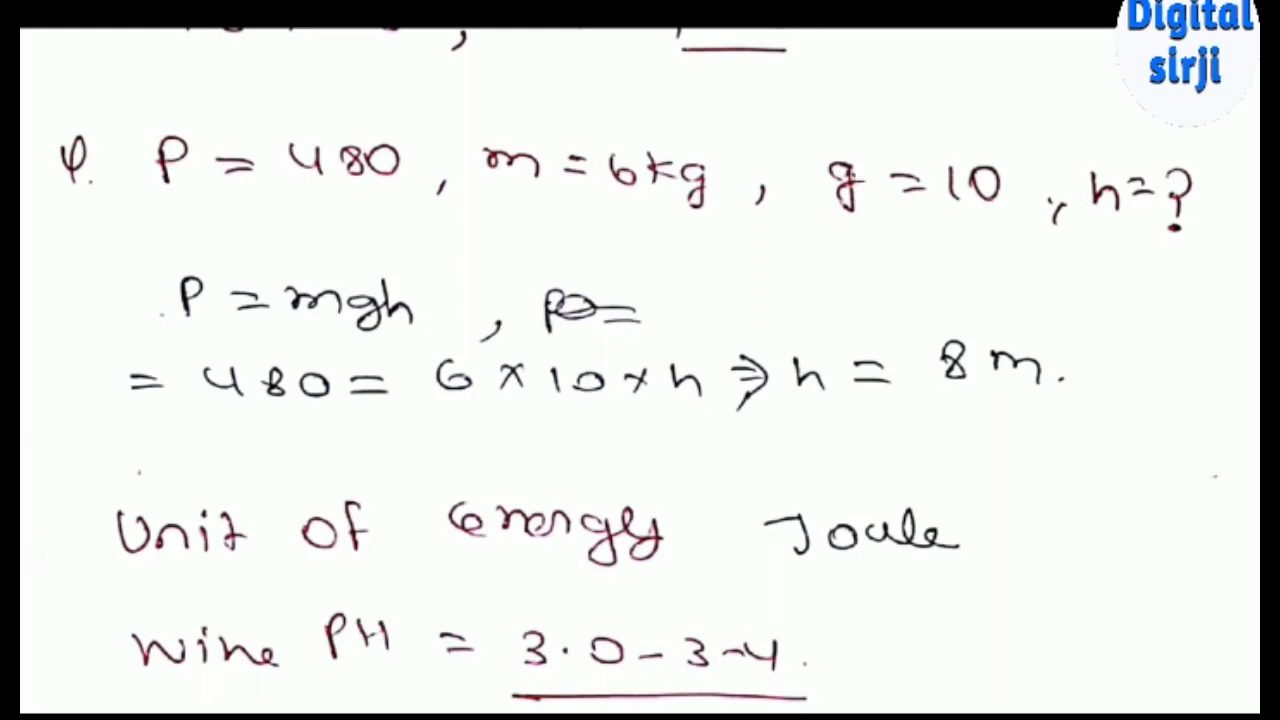 Digital
sirji
φ. P = 480, m = 6kg, g = 10, h = ?
P = mgh,
= 480 = 6 × 10 × h ⇒ h = 8 m.
Unit of energy Joule
Wine PH = 3.0 - 3-4.